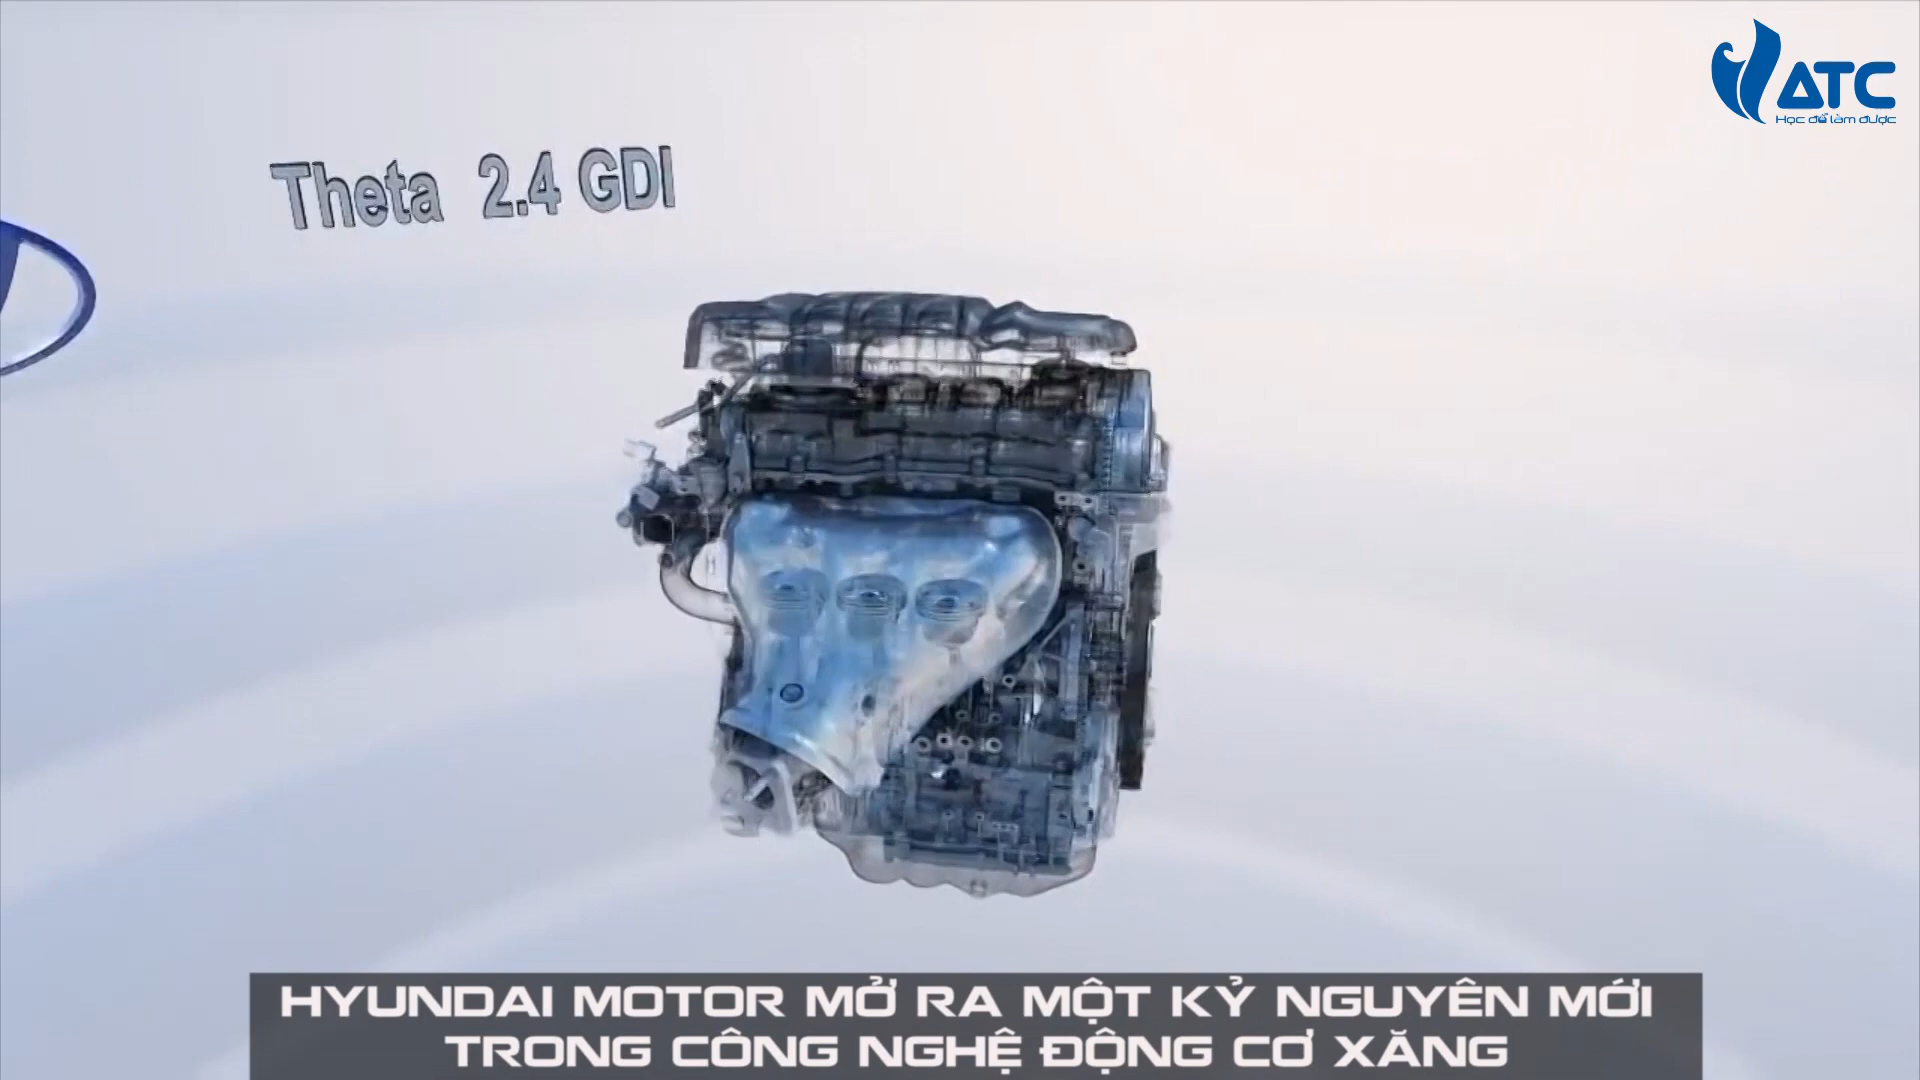 VATC
Học để làm được
Theta 2.4 GDI
HYUNDAI MOTOR MỞ RA MỘT KỶ NGUYÊN MỚI
TRONG CÔNG NGHỆ ĐỘNG CƠ XĂNG